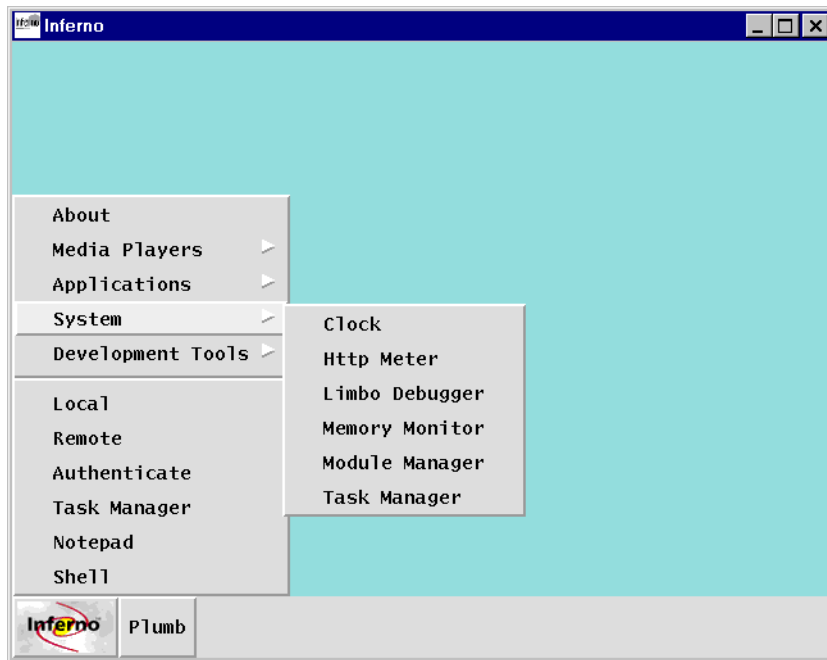 Inferno
About
Media Players
Applications
System
Development Tools
Local
Remote
Authenticate
Task Manager
Notepad
Shell
Clock
Http Meter
Limbo Debugger
Memory Monitor
Module Manager
Task Manager
Inferno
Plumb